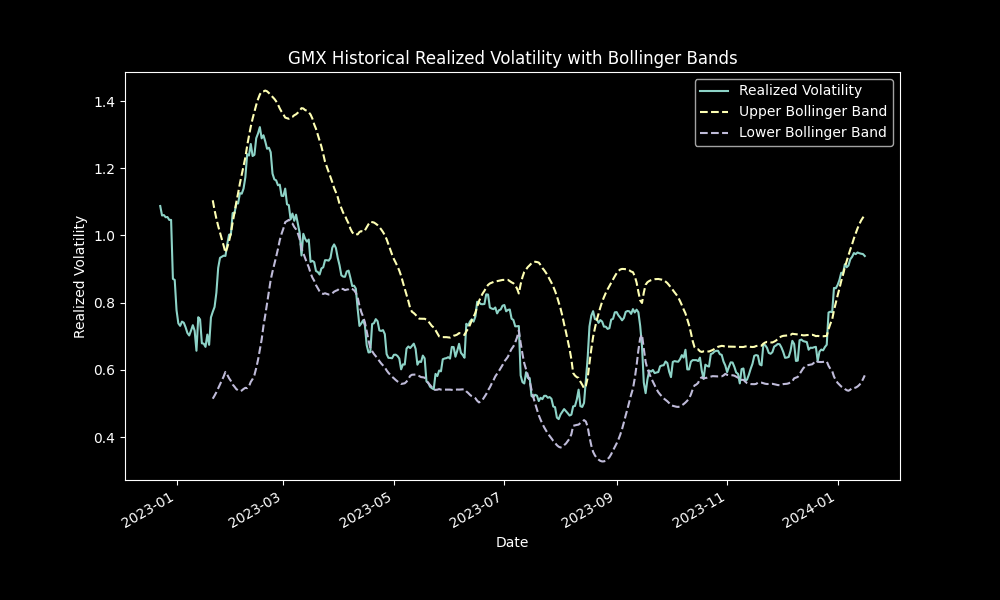 GMX Historical Realized Volatility with Bollinger Bands
Realized Volatility
Upper Bollinger Band
Lower Bollinger Band
1.4
1.2
1.0
0.8
0.6
0.4
Realized Volatility
2023-01
2023-03
2023-05
2023-07
2023-09
2023-11
2024-01
Date